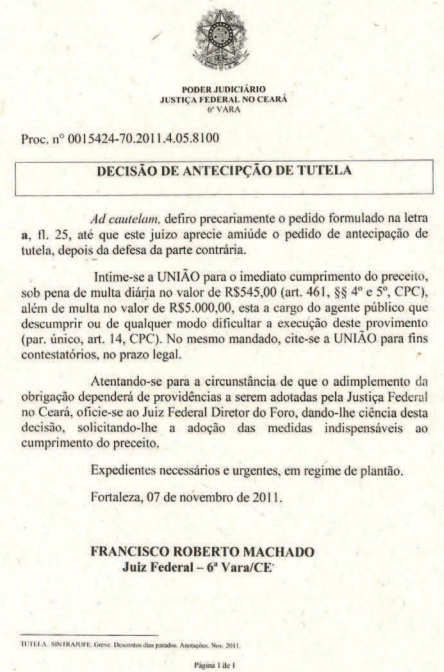 PODER JUDICIÁRIO
JUSTIÇA FEDERAL NO CEARÁ
6ª VARA
Proc. nº 0015424-70.2011.4.05.8100
DECISÃO DE ANTECIPÇÃO DE TUTELA
Ad cautelam, defiro precariamente o pedido formulado na letra
a, fl. 25, até que este juízo aprecie amiúde o pedido de antecipação de
tutela, depois da defesa da parte contrária.
Intime-se a UNIÃO para o imediato cumprimento do preceito,
sob pena de multa diária no valor de R$545,00 (art. 461, §§ 4º e 5º, CPC),
além de multa no valor de R$5.000,00, esta a cargo do agente público que
descumprir ou de qualquer modo dificultar a execução deste provimento
(par. único, art. 14, CPC). No mesmo mandado, cite-se a UNIÃO para fins
contestatórios, no prazo legal.
Atentando-se para a circunstância de que o adimplemento da
obrigação dependerá de providências a serem adotadas pela Justiça Federal
no Ceará, oficie-se ao Juiz Federal Diretor do Foro, dando-lhe ciência desta
decisão, solicitando-lhe a adoção das medidas indispensáveis ao
cumprimento do preceito.
Expedientes necessários e urgentes, em regime de plantão.
Fortaleza, 07 de novembro de 2011.
FRANCISCO ROBERTO MACHADO
Juiz Federal – 6ª Vara/CE
TUTELA. SINTRAJUFE. Greve. Descontos dias parados. Anotações. Nov. 2011.
Página 1 de 1